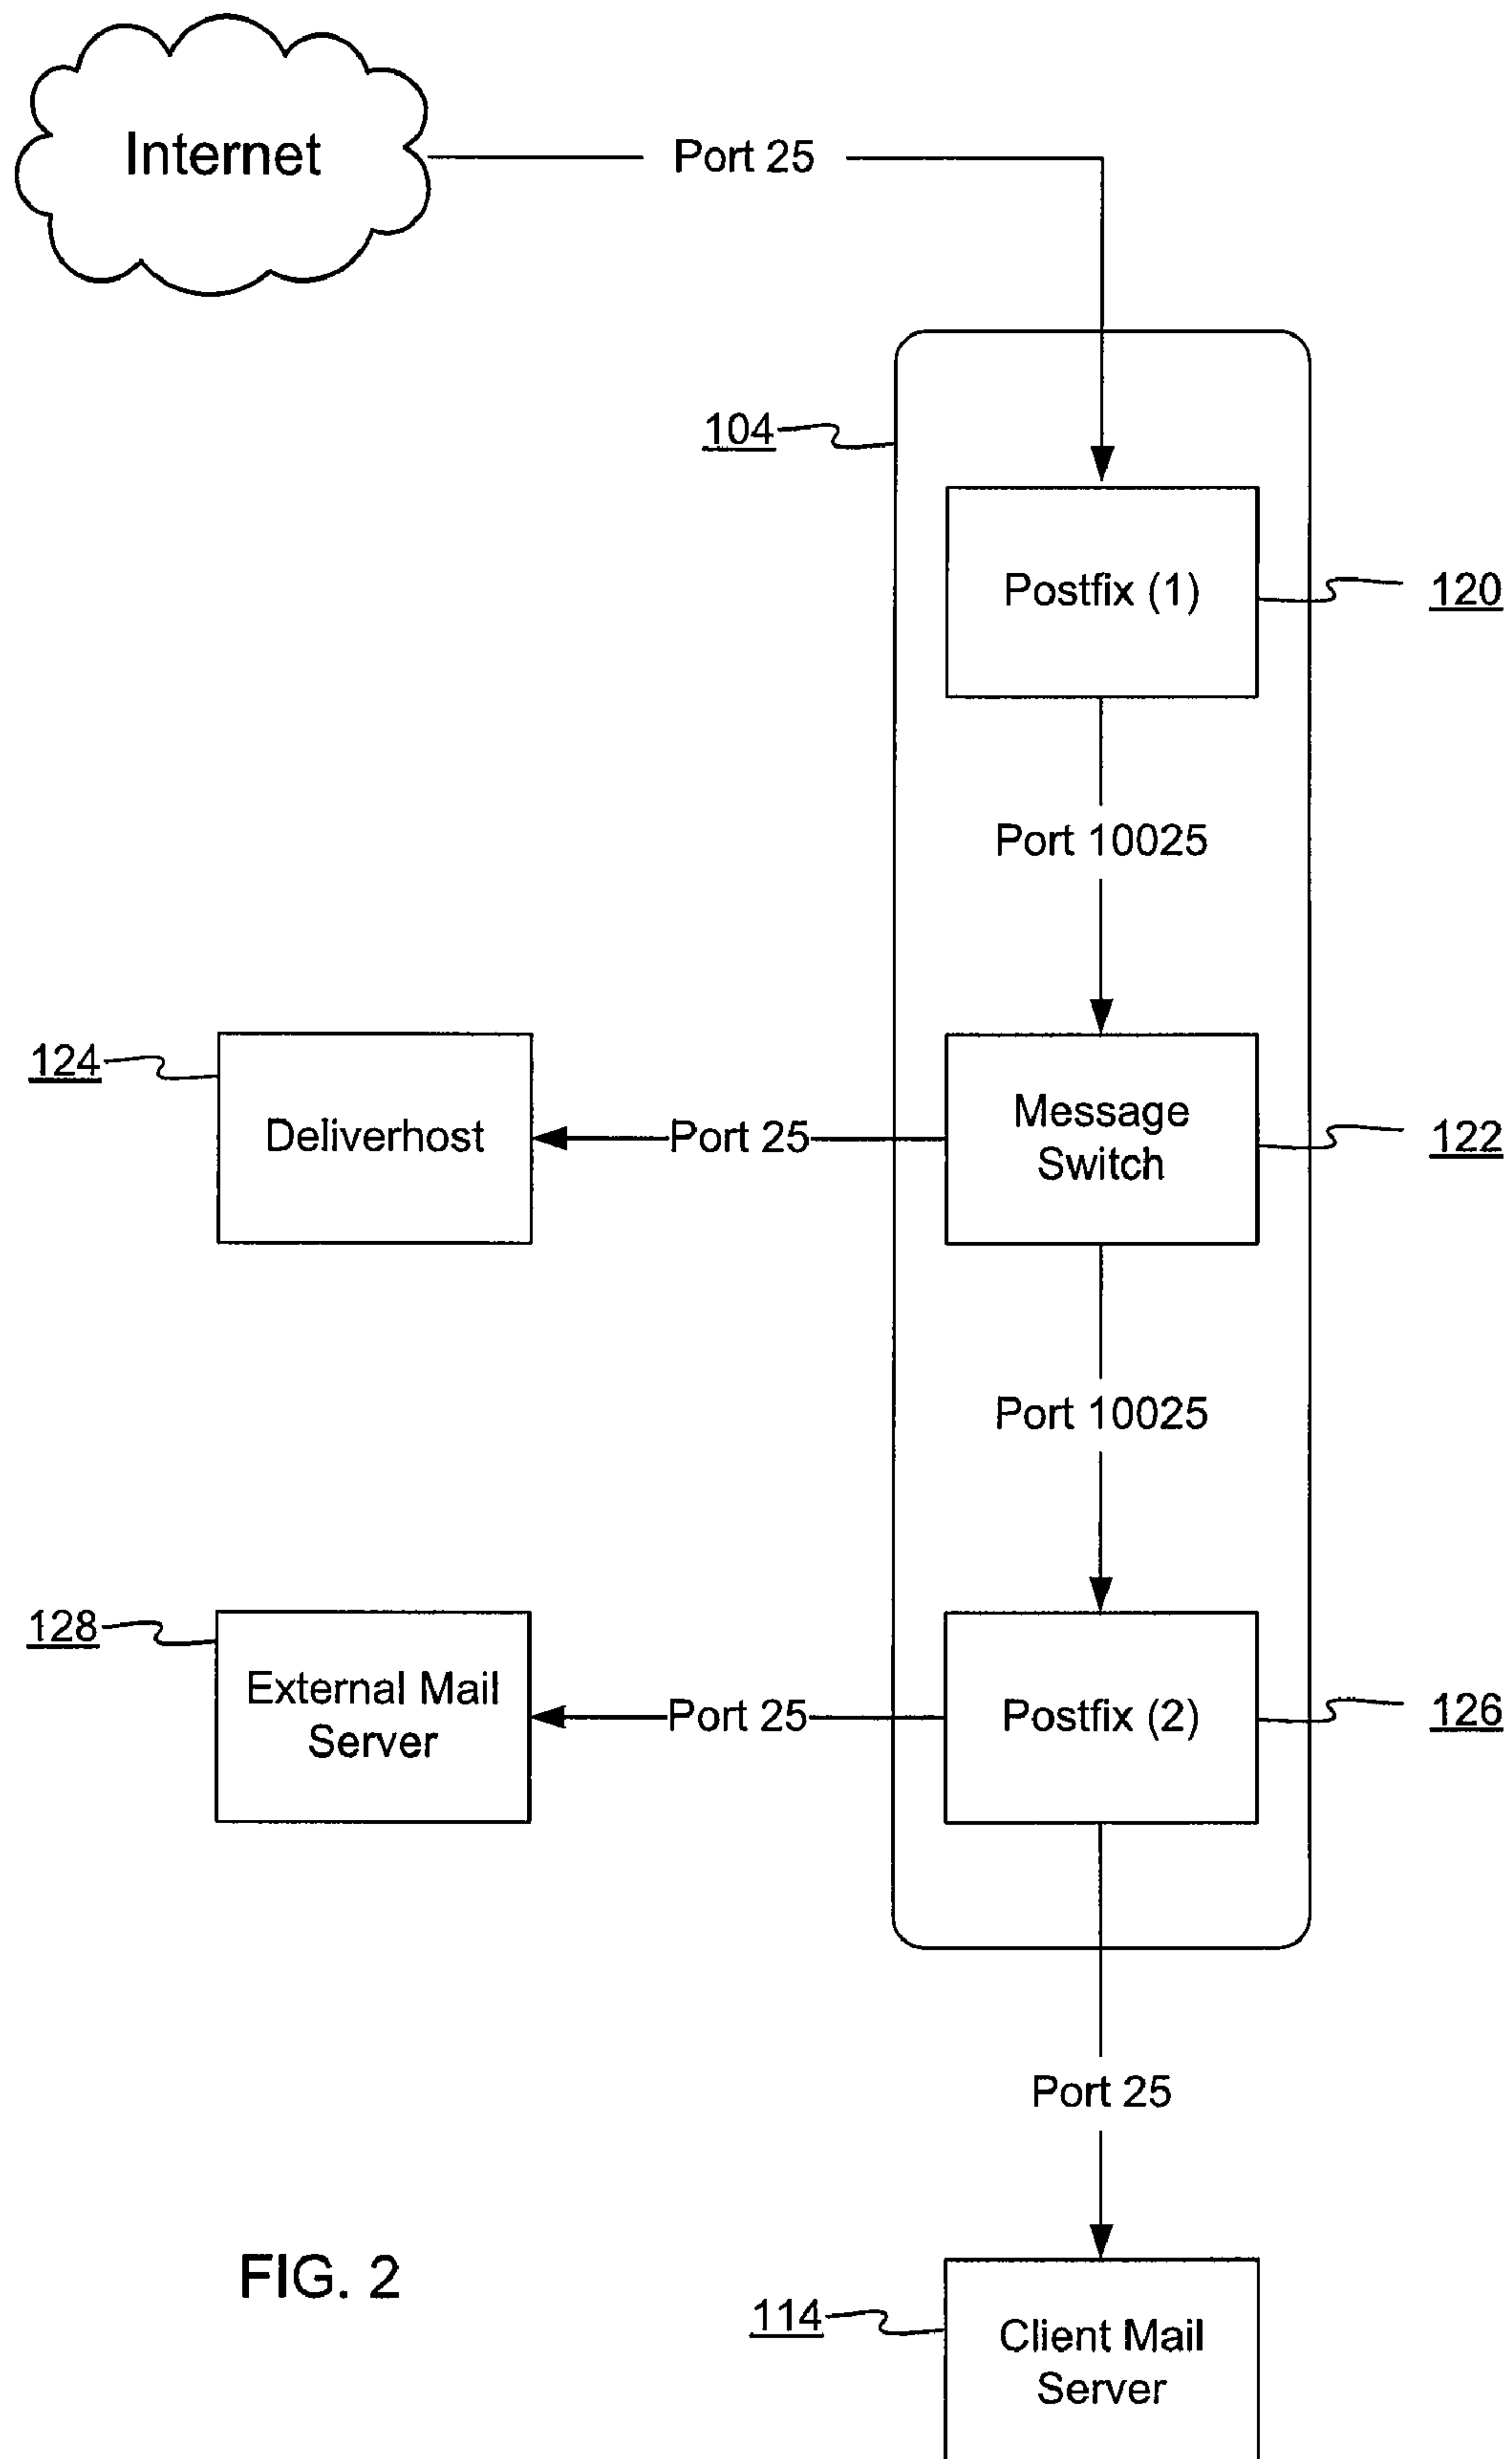 Internet
Port 25
104
Postfix (1)
120
Port 10025
124
Deliverhost
Port 25
Message
Switch
122
Port 10025
128
External Mail
Server
Port 25
Postfix (2)
126
Port 25
FIG. 2
114
Client Mail
Server